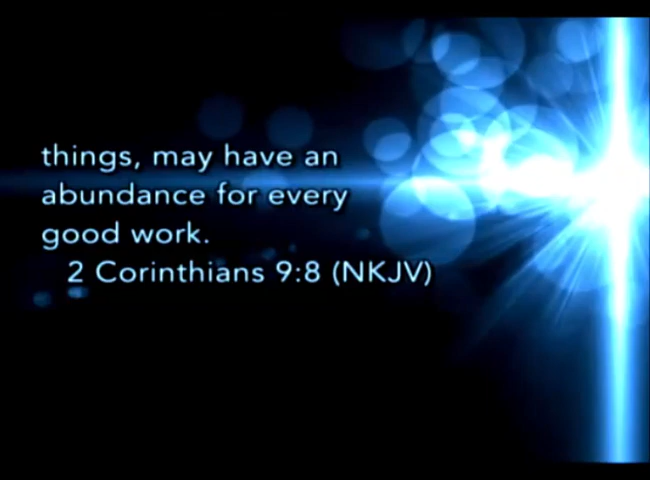 things, may have an
abundance for every
good work.
2 Corinthians 9:8 (NKJV)